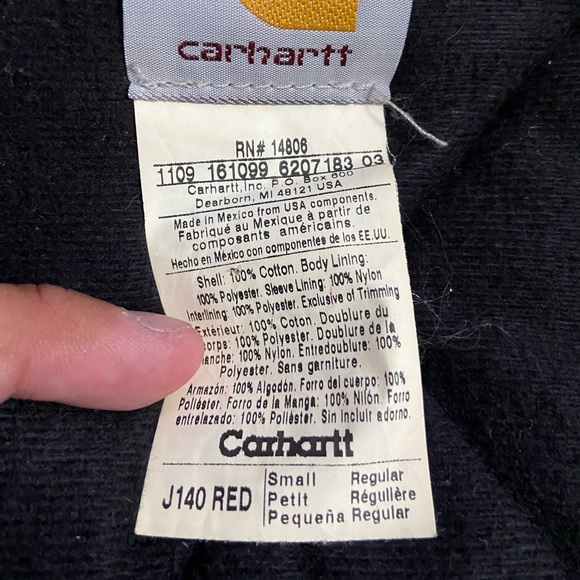 carhartt
RN# 14806
1109 161099 6207183 03
Carhartt, Inc. P.O. Box 600
Dearborn, MI 48121 USA
Made in Mexico from USA components.
Fabriqué au Mexique à partir de
composants américains.
Hecho en México con componentes de los EE.UU.
Shell: 100% Cotton. Body Lining:
100% Polyester. Sleeve Lining: 100% Nylon
Interlining: 100% Polyester. Exclusive of Trimming
Extérieur: 100% Coton. Doublure du
corps: 100% Polyester. Doublure de la
manche: 100% Nylon. Entredoublure: 100%
Polyester. Sans garniture.
Armazón: 100% Algodón. Forro del cuerpo: 100%
Poliéster. Forro de la Manga: 100% Nilón. Forro
entrelazado: 100% Poliéster. Sin incluir adorno.
Carhartt
J140 RED
Small Regular
Petit Régulière
Pequeña Regular